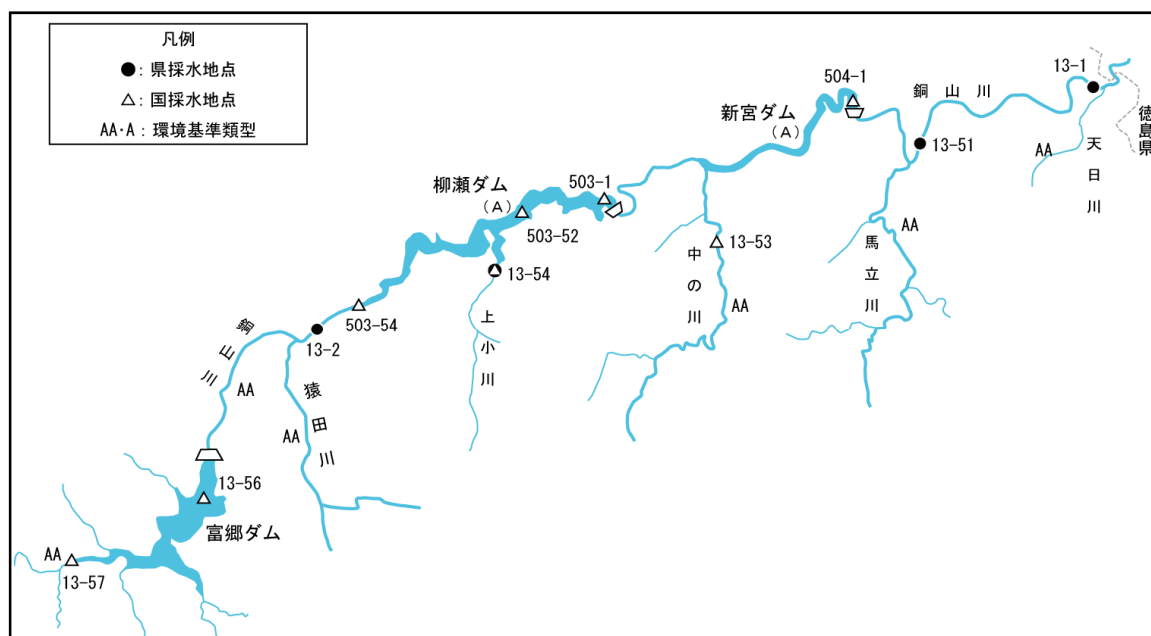 凡例
●：県採水地点
△：国採水地点
AA・A：環境基準類型
13-1
504-1
銅山川
新宮ダム
(A)
徳島県
13-51
AA
天日川
柳瀬ダム
(A)
503-1
503-52
13-53
中の川
AA
馬立川
AA
13-54
上小川
503-54
13-2
銅山川
AA
猿田川
AA
13-56
富郷ダム
AA
13-57